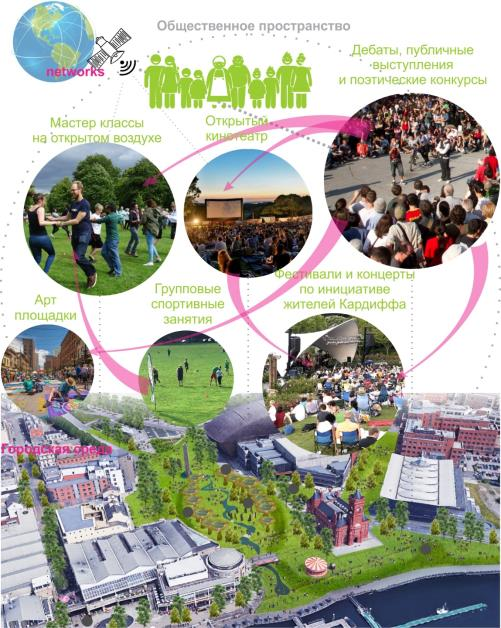 Общественное пространство
networks
Дебаты, публичные
выступления
и поэтические конкурсы
Мастер классы
на открытом воздухе
Открытый
кинотеатр
Фестивали и концерты
по инициативе
жителей Кардиффа
Групповые
спортивные
занятия
Арт
площадки
Городская среда